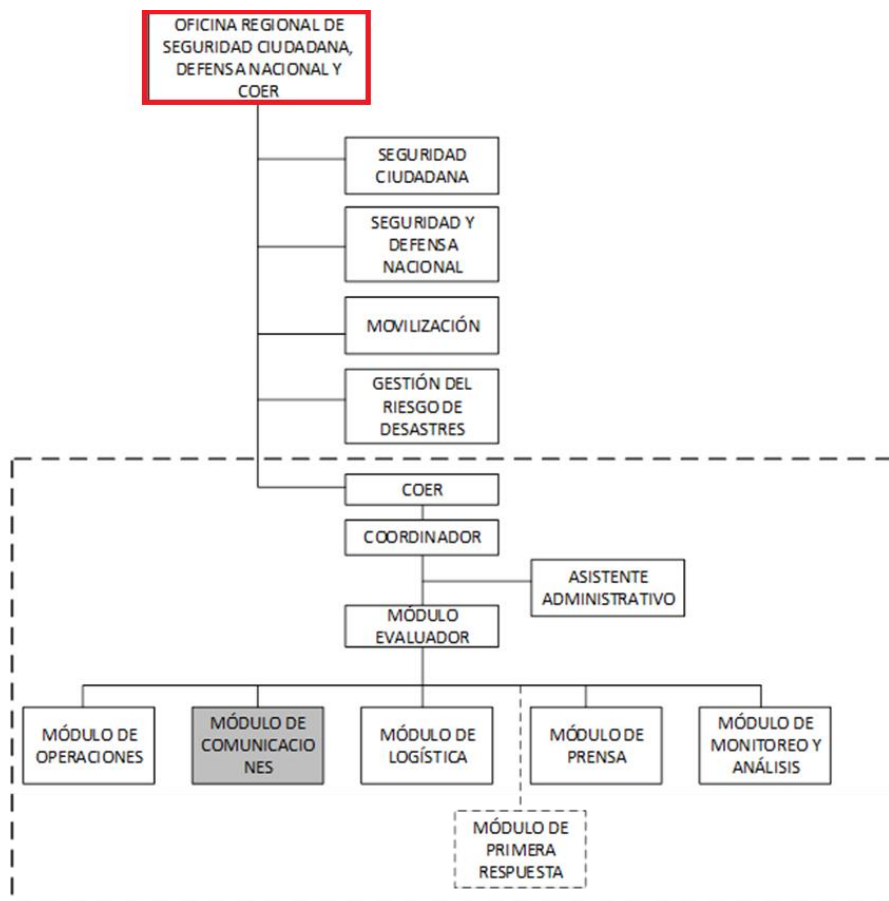 OFICINA REGIONAL DE
SEGURIDAD CIUDADANA,
DEFENSA NACIONAL Y
COER
SEGURIDAD
CIUDADANA
SEGURIDAD Y
DEFENSA
NACIONAL
MOVILIZACIÓN
GESTIÓN DEL
RIESGO DE
DESASTRES
COER
COORDINADOR
ASISTENTE
ADMINISTRATIVO
MÓDULO
EVALUADOR
MÓDULO DE
OPERACIONES
MÓDULO DE
COMUNICACIO
NES
MÓDULO DE
LOGÍSTICA
MÓDULO DE
PRENSA
MÓDULO DE
MONITOREO Y
ANÁLISIS
MÓDULO DE
PRIMERA
RESPUESTA